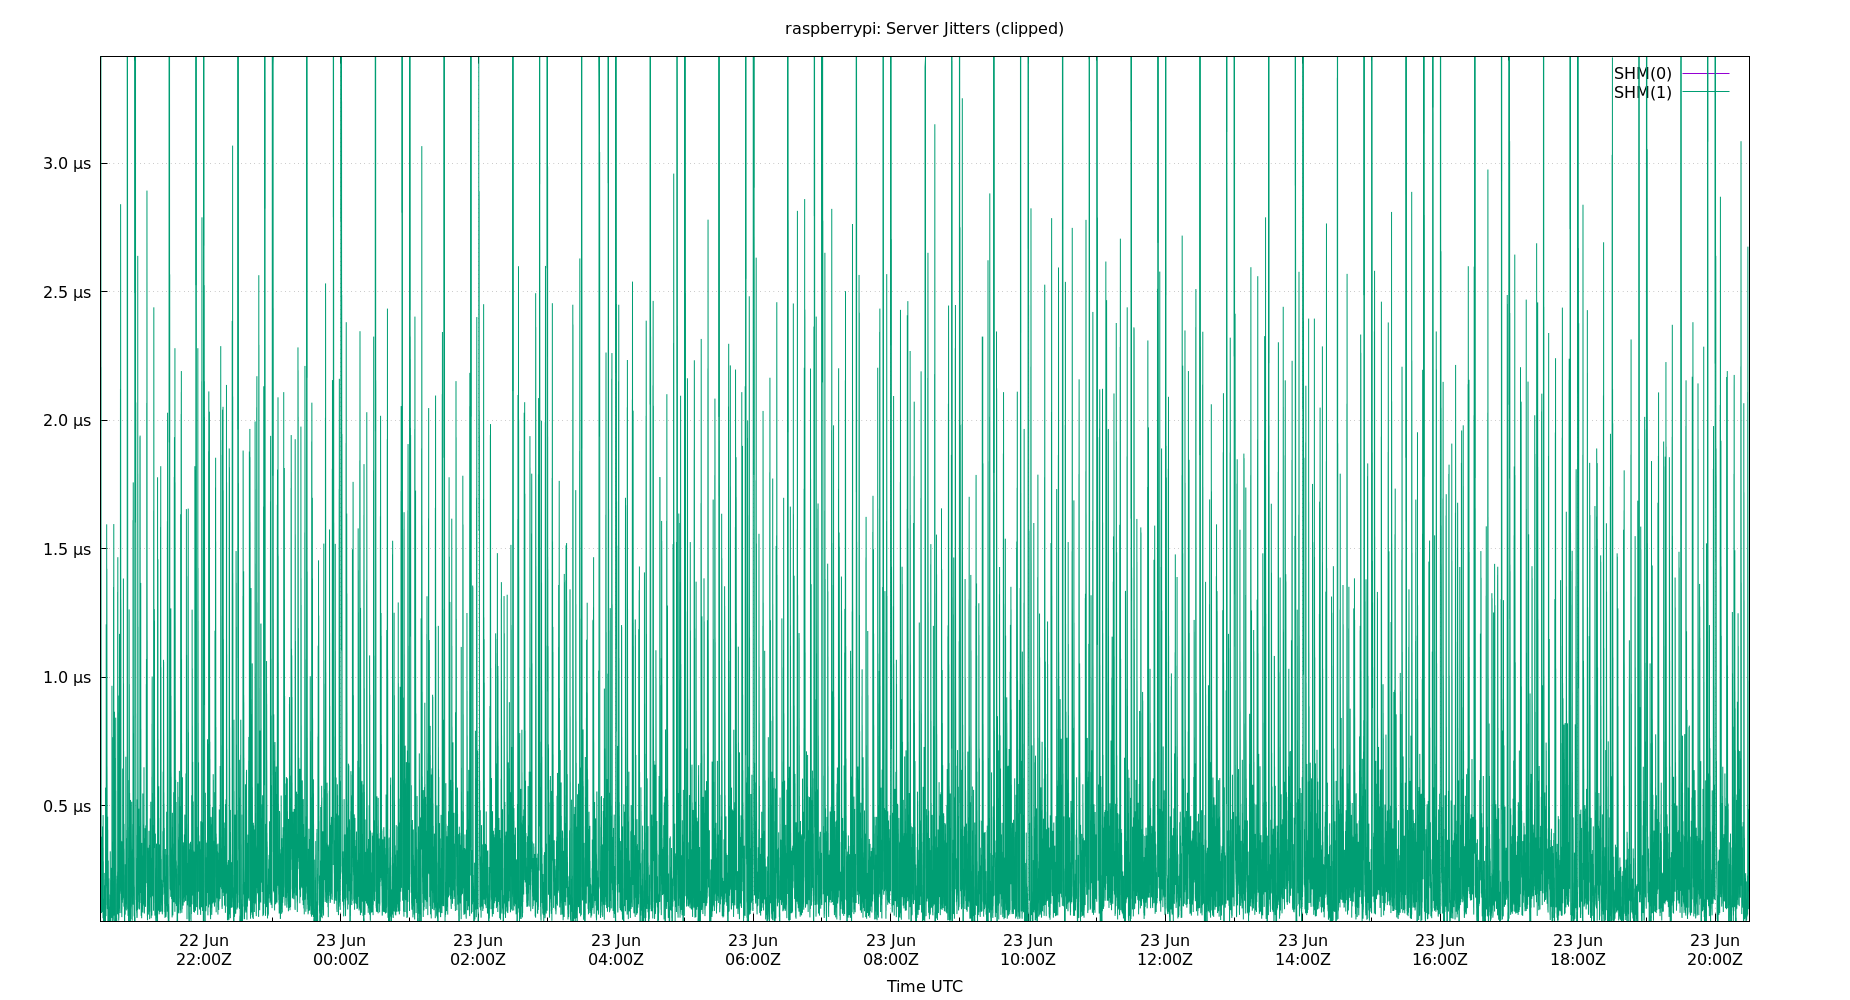 raspberrypi: Server Jitters (clipped)
SHM(0)
SHM(1)
3.0 µs
2.5 µs
2.0 µs
1.5 µs
1.0 µs
0.5 µs
22 Jun 23 Jun 23 Jun 23 Jun 23 Jun 23 Jun 23 Jun 23 Jun 23 Jun 23 Jun 23 Jun 23 Jun
22:00Z 00:00Z 02:00Z 04:00Z 06:00Z 08:00Z 10:00Z 12:00Z 14:00Z 16:00Z 18:00Z 20:00Z
Time UTC